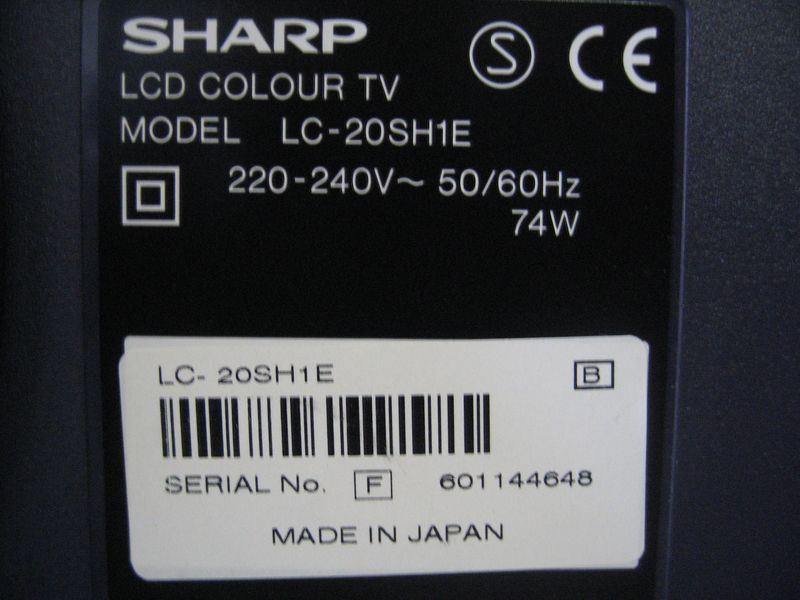 SHARP
S CE
LCD COLOUR TV
MODEL LC-20SH1E
220-240V~ 50/60Hz
74W
LC- 20SH1E B
SERIAL No. F 601144648
MADE IN JAPAN